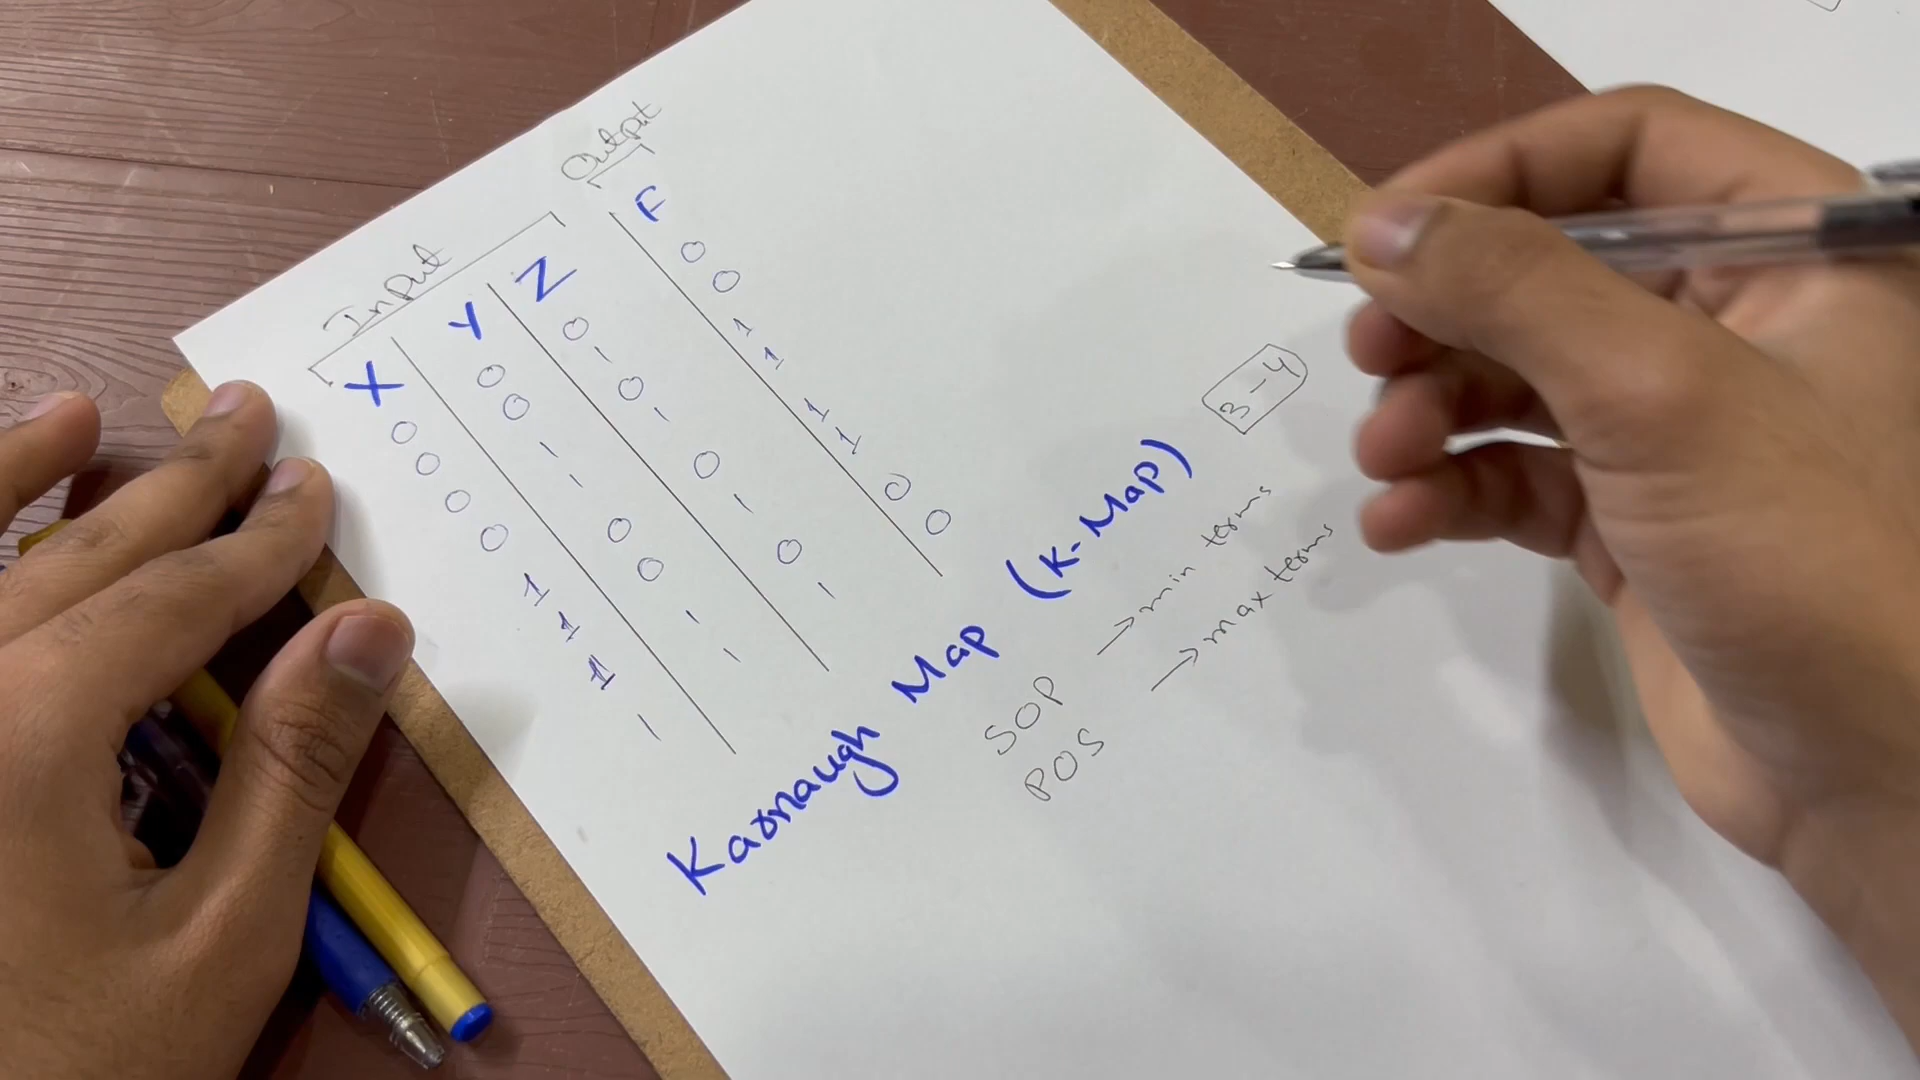 Input Output
X Y Z F
0 0 0 0
0 0 1 0
0 1 0 1
0 1 1 1
1 0 0 1
1 0 1 1
1 1 0 0
1 1 1 0
Karnaugh Map (K-Map) 3-4
SOP → min terms
POS → max terms